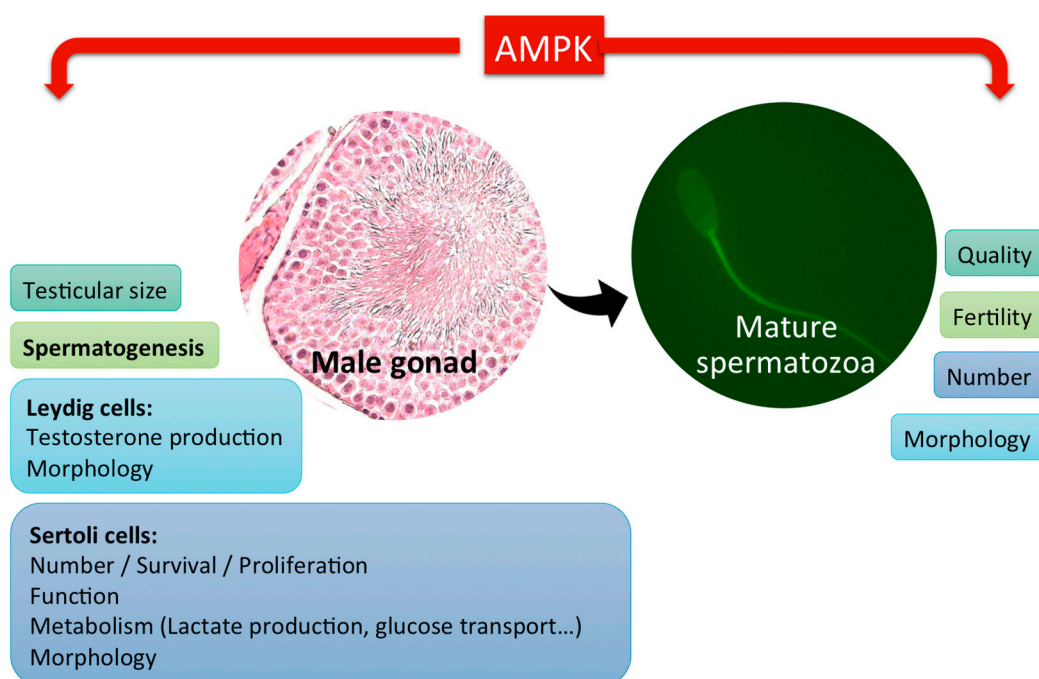 AMPK
Male gonad
Mature
spermatozoa
Testicular size
Spermatogenesis
Leydig cells:
Testosterone production
Morphology
Sertoli cells:
Number / Survival / Proliferation
Function
Metabolism (Lactate production, glucose transport...)
Morphology
Quality
Fertility
Number
Morphology